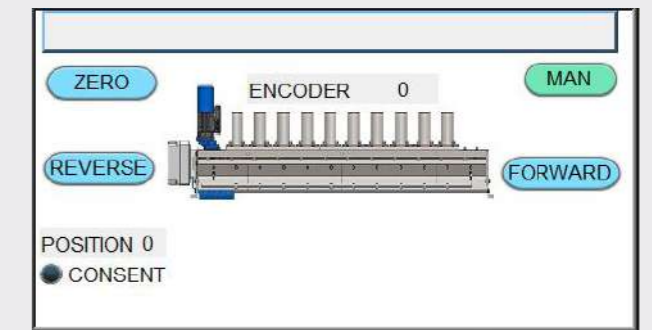 ZERO
ENCODER 0
MAN
REVERSE
FORWARD
POSITION 0
CONSENT